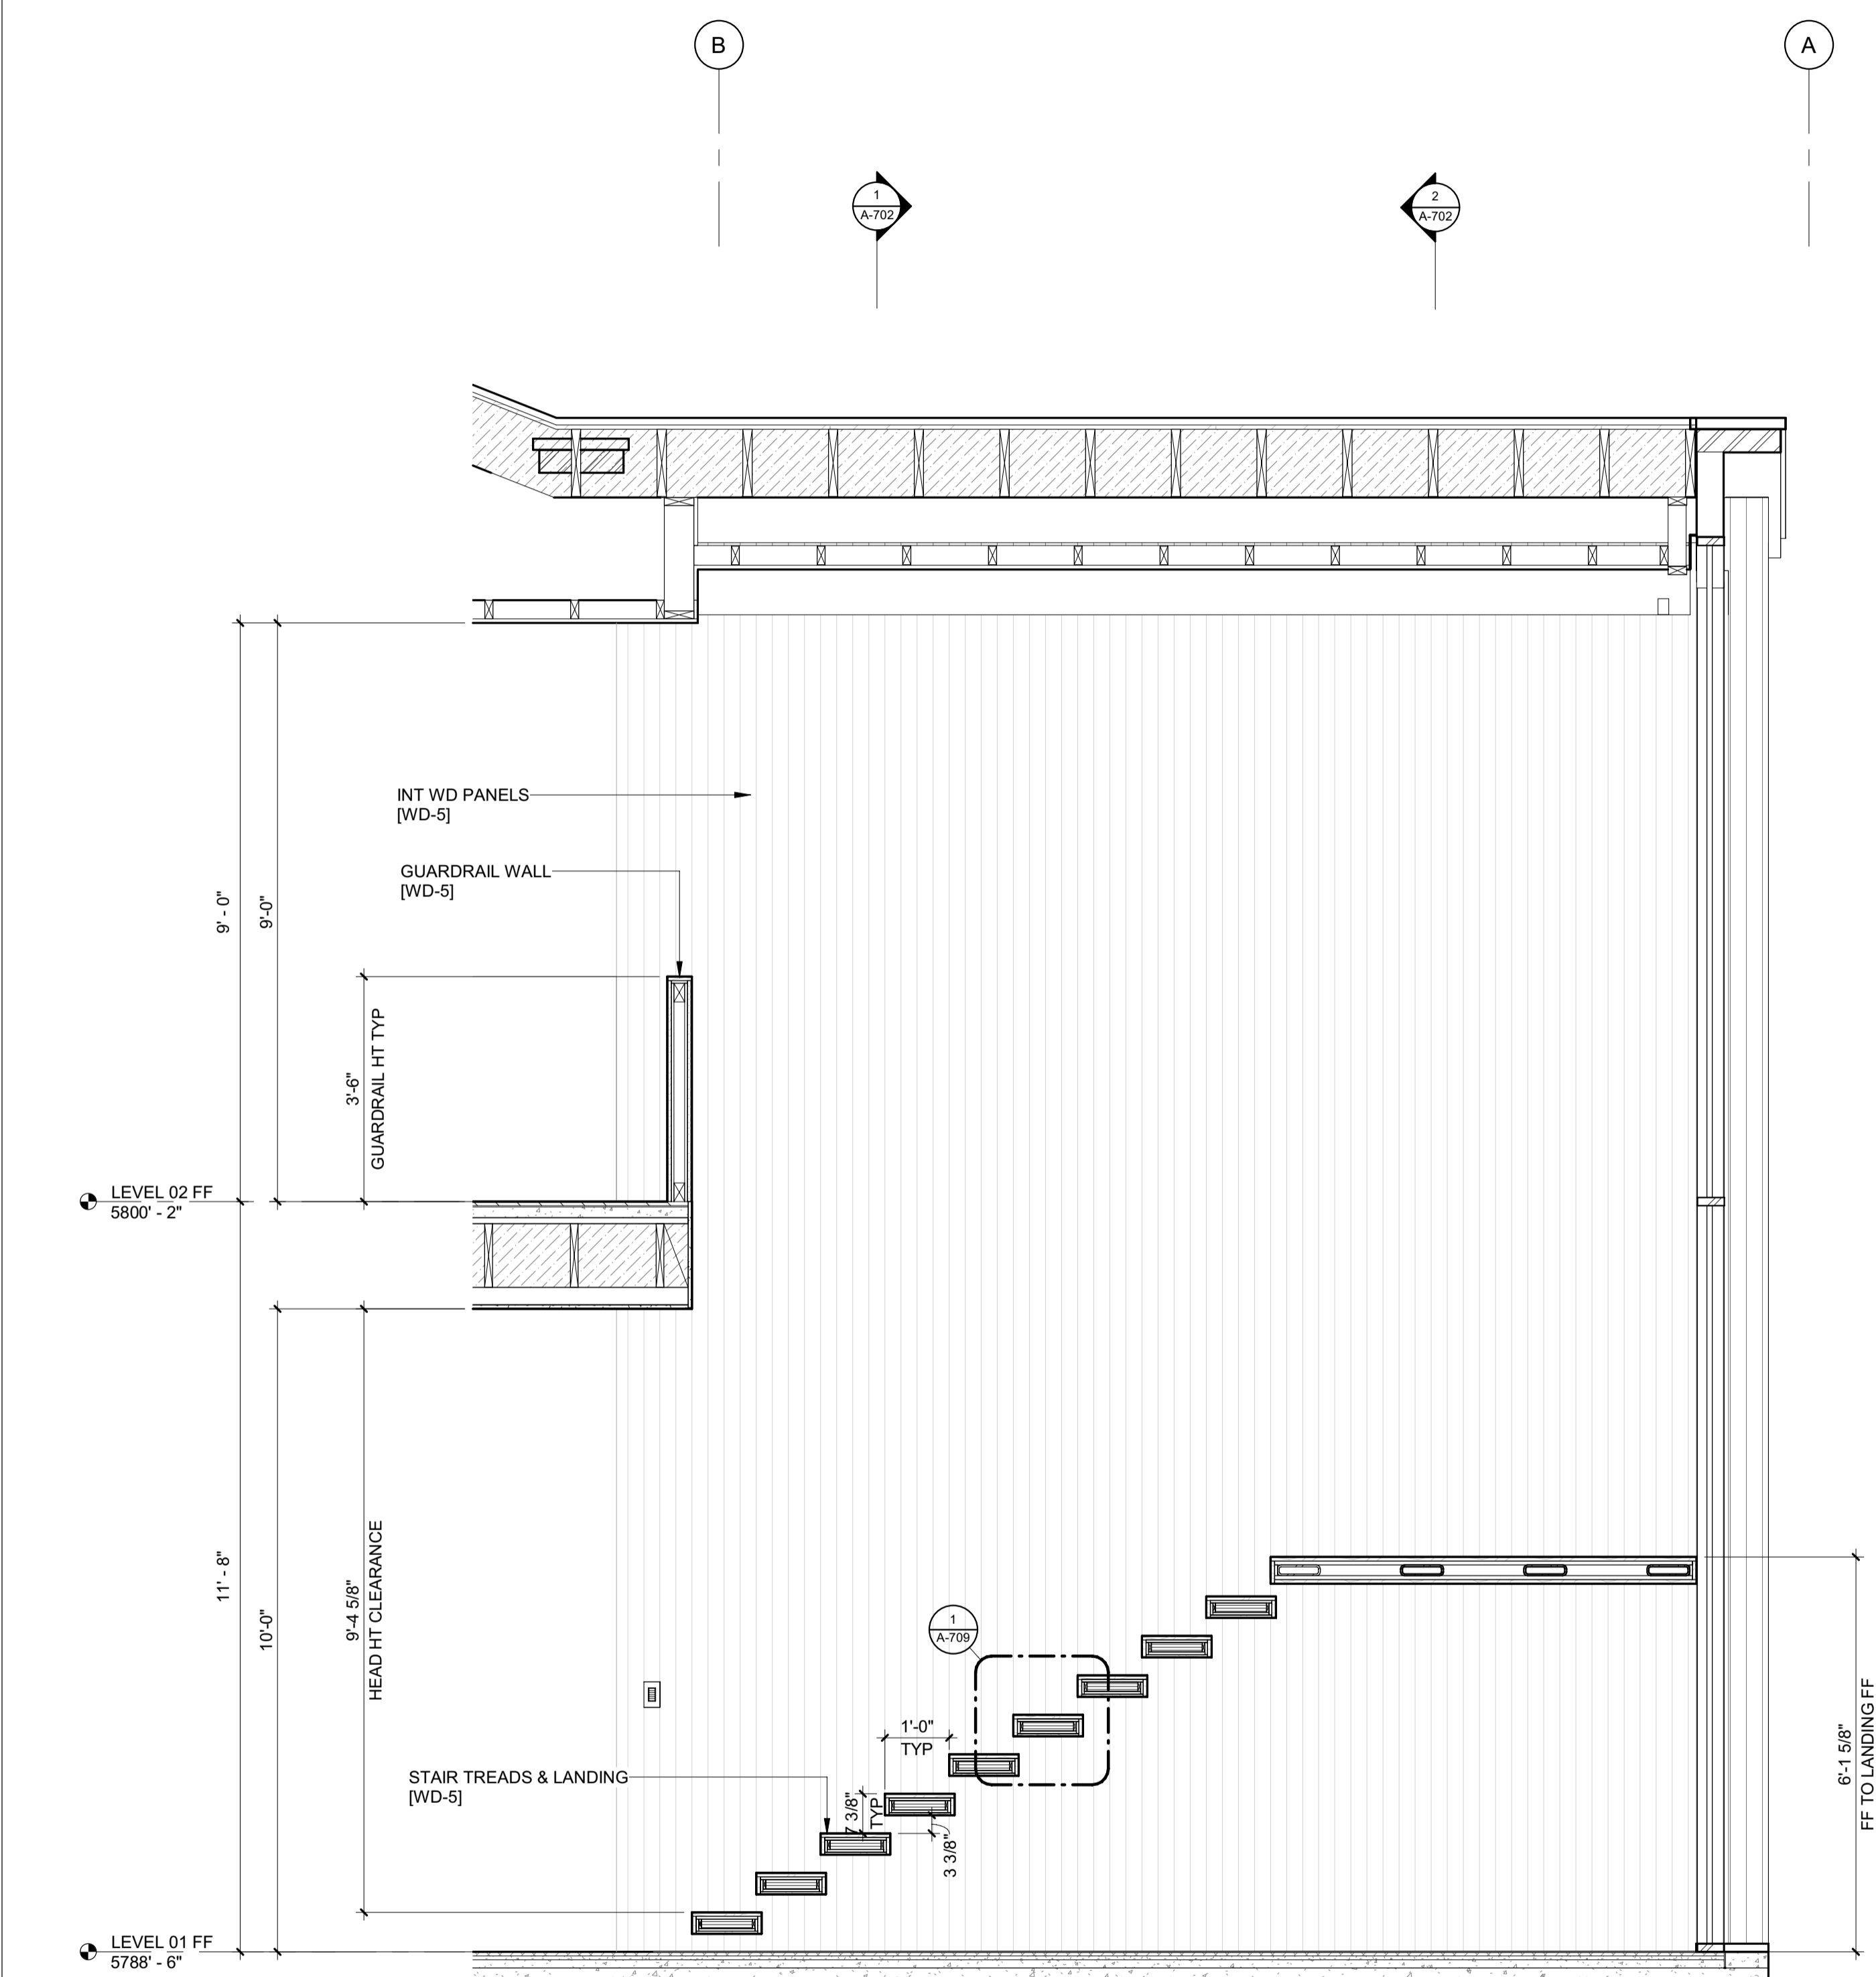 B
A
1
A-702
2
A-702
INT WD PANELS
[WD-5]
GUARDRAIL WALL
[WD-5]
9' - 0"
9'-0"
3'-6"
GUARDRAIL HT TYP
LEVEL 02 FF
5800' - 2"
11' - 8"
10'-0"
9'-4 5/8"
HEAD HT CLEARANCE
1
A-709
1'-0"
TYP
STAIR TREADS & LANDING
[WD-5]
7 3/8"
TYP
3 3/8"
6'-1 5/8"
FF TO LANDING FF
LEVEL 01 FF
5788' - 6"